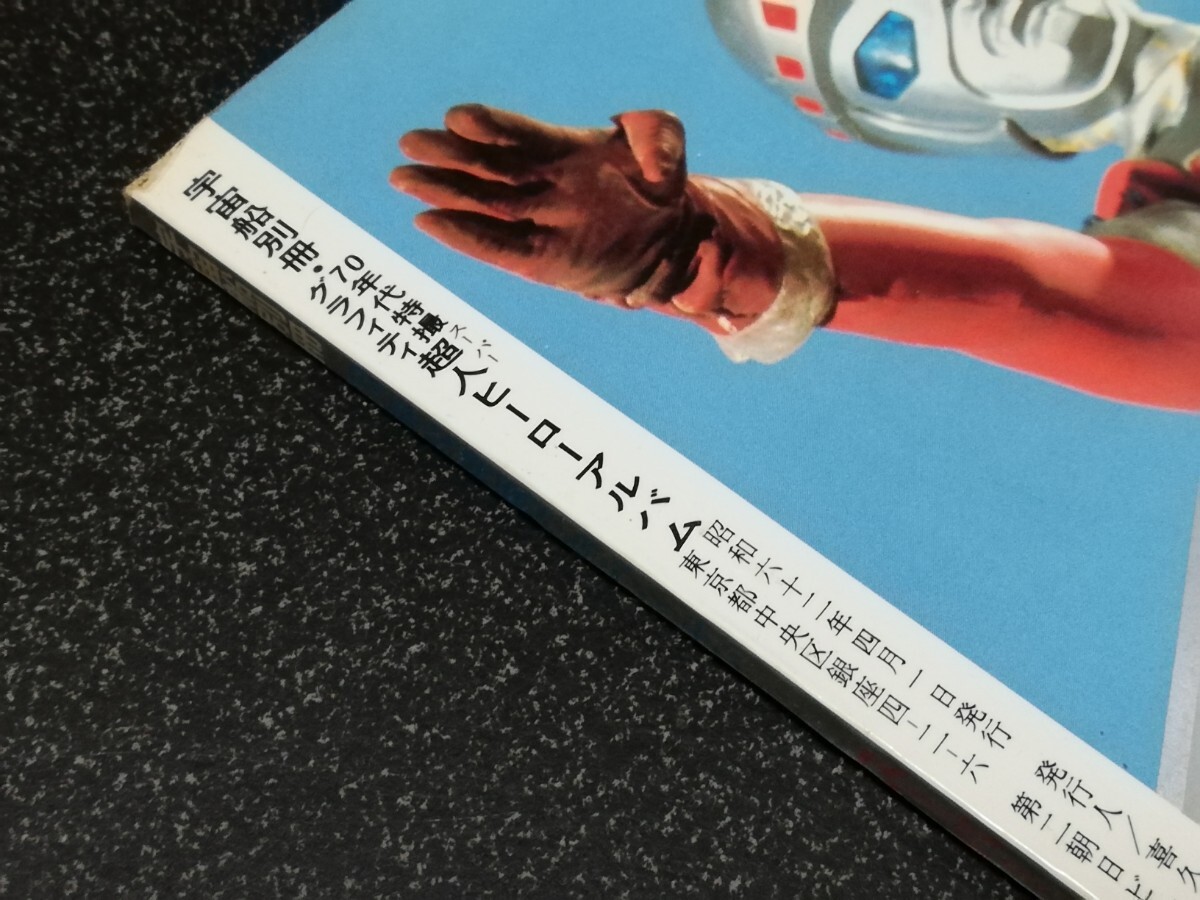 宇宙船別冊・
70年代特撮
グラフィティ
スーパー
超人ヒーローアルバム
昭和六十二年四月一日発行 発行人／喜久
東京都中央区銀座四-二-六 第二朝日ビ